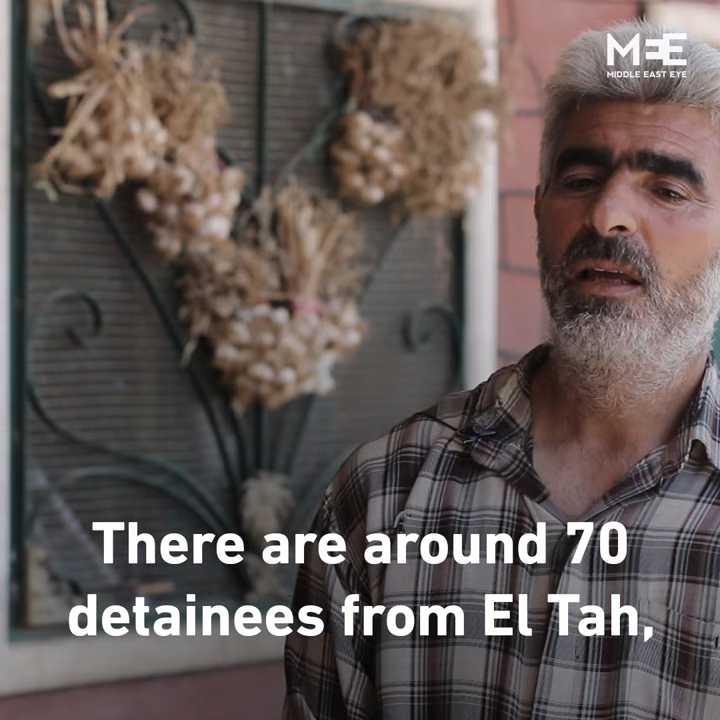 MEE
MIDDLE EAST EYE
There are around 70
detainees from El Tah,